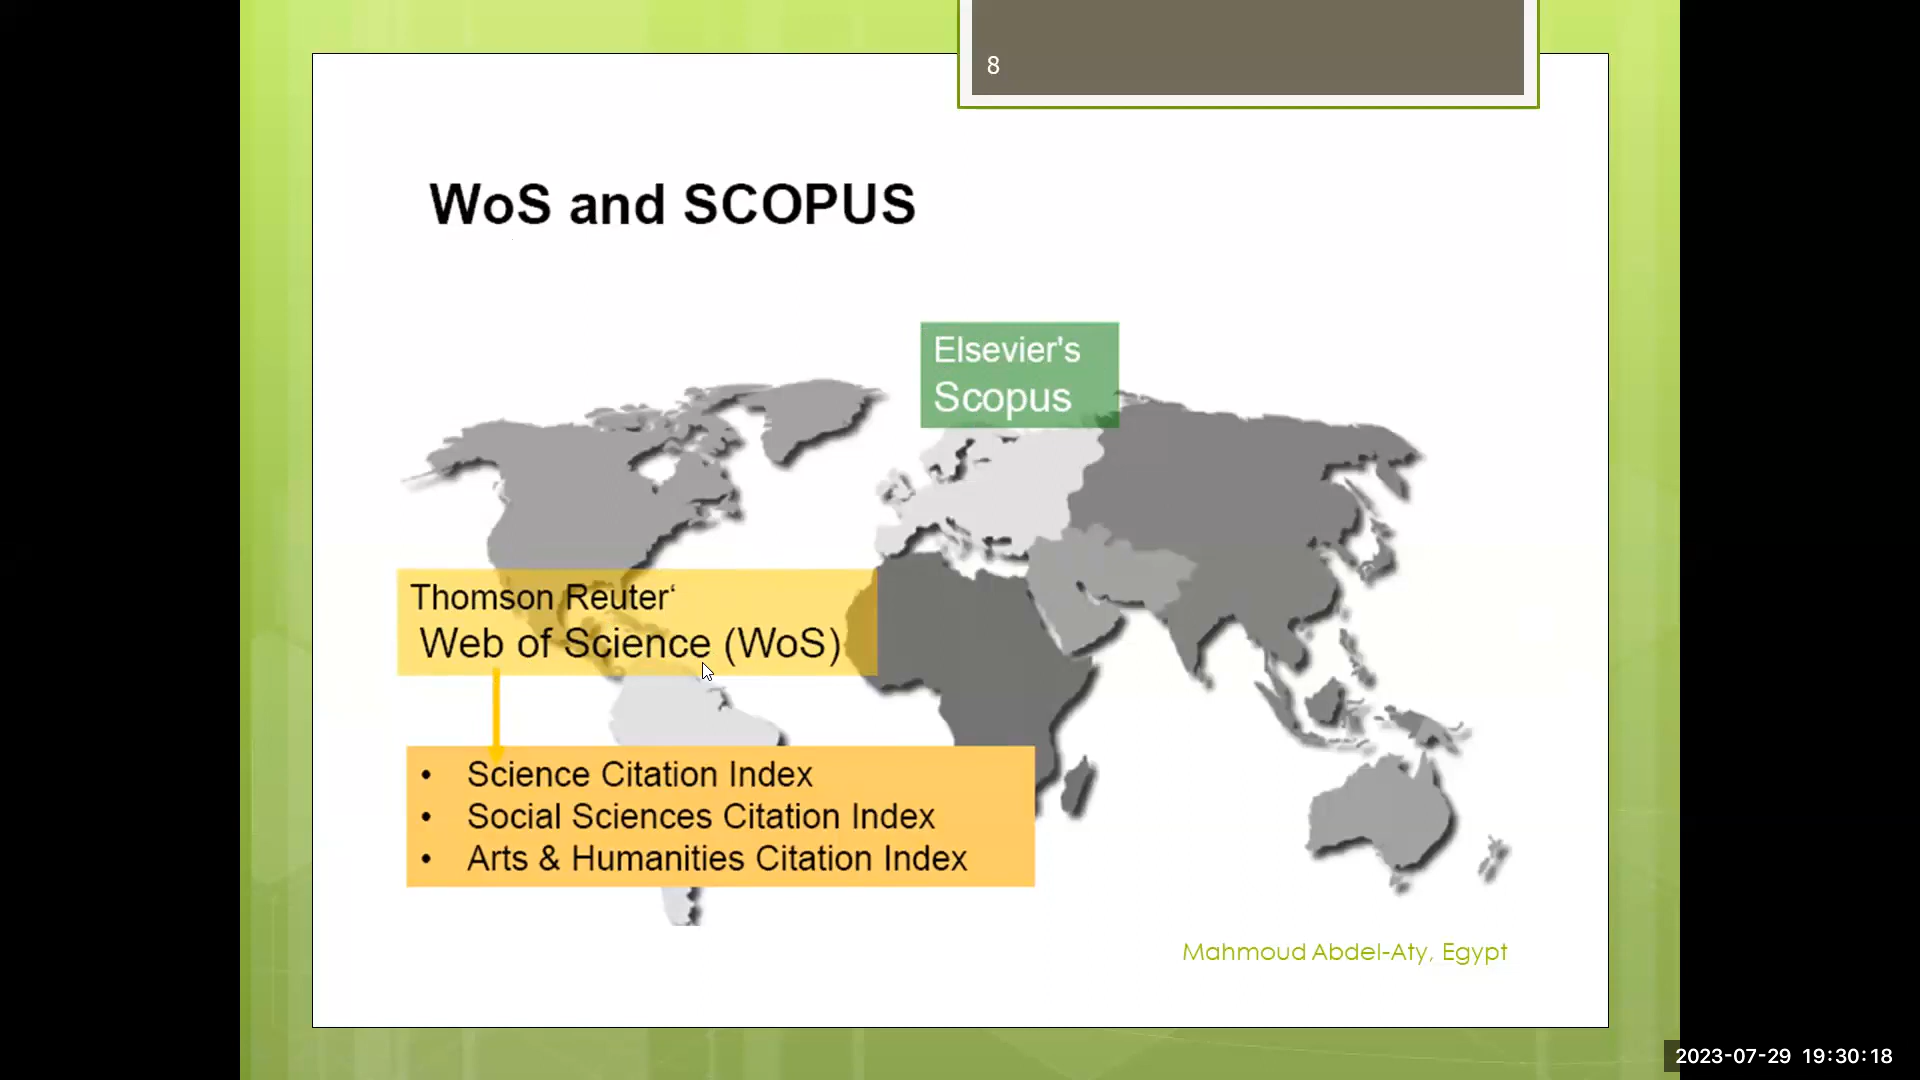 8
WoS and SCOPUS
Elsevier's
Scopus
Thomson Reuter‘
Web of Science (WoS)
• Science Citation Index
• Social Sciences Citation Index
• Arts & Humanities Citation Index
Mahmoud Abdel-Aty, Egypt
2023-07-29 19:30:18